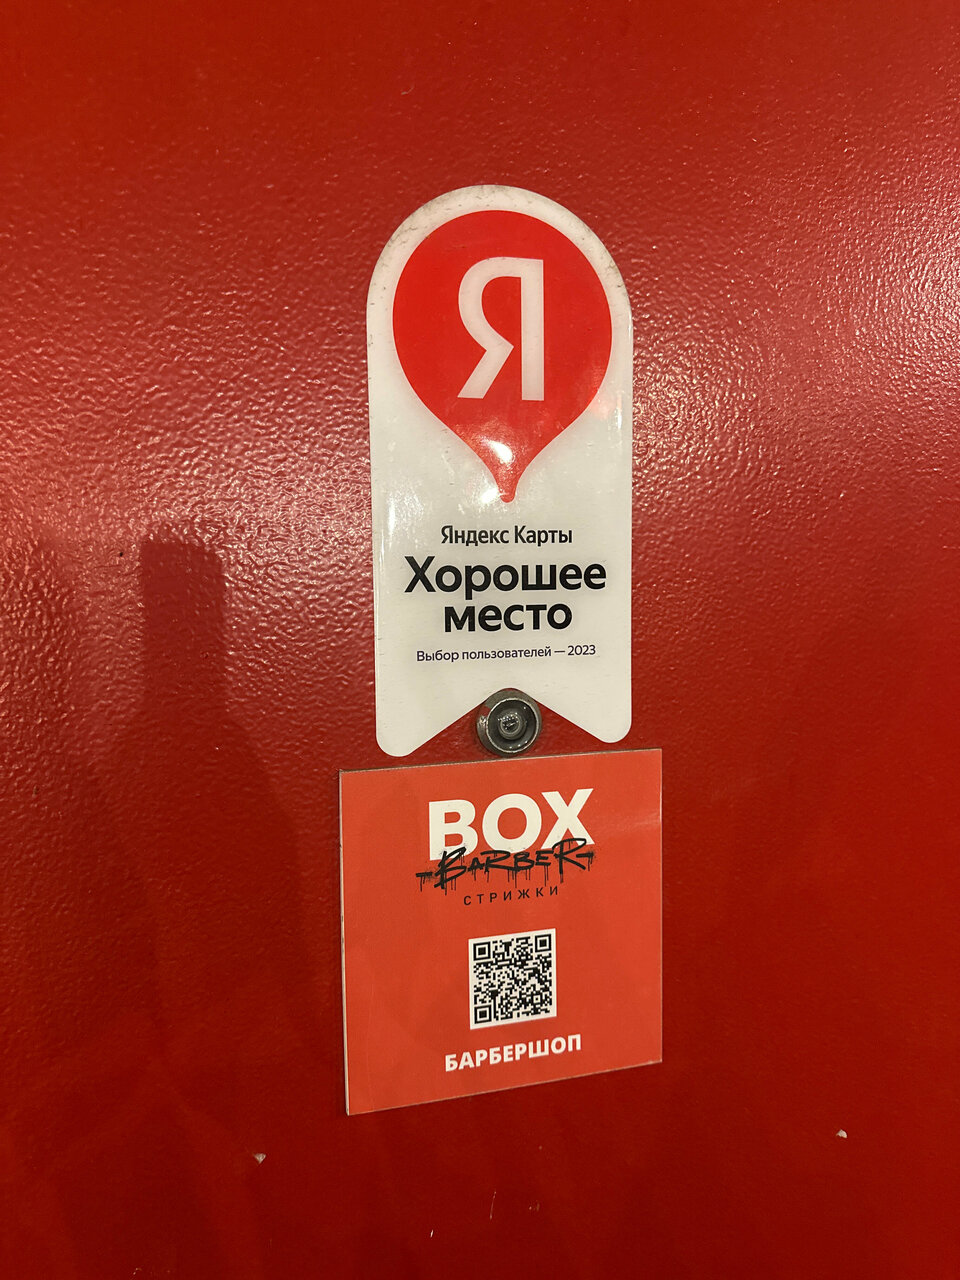 Я
Яндекс Карты
Хорошее
место
Выбор пользователей — 2023
BOX
BARBER
СТРИЖКИ
БАРБЕРШОП